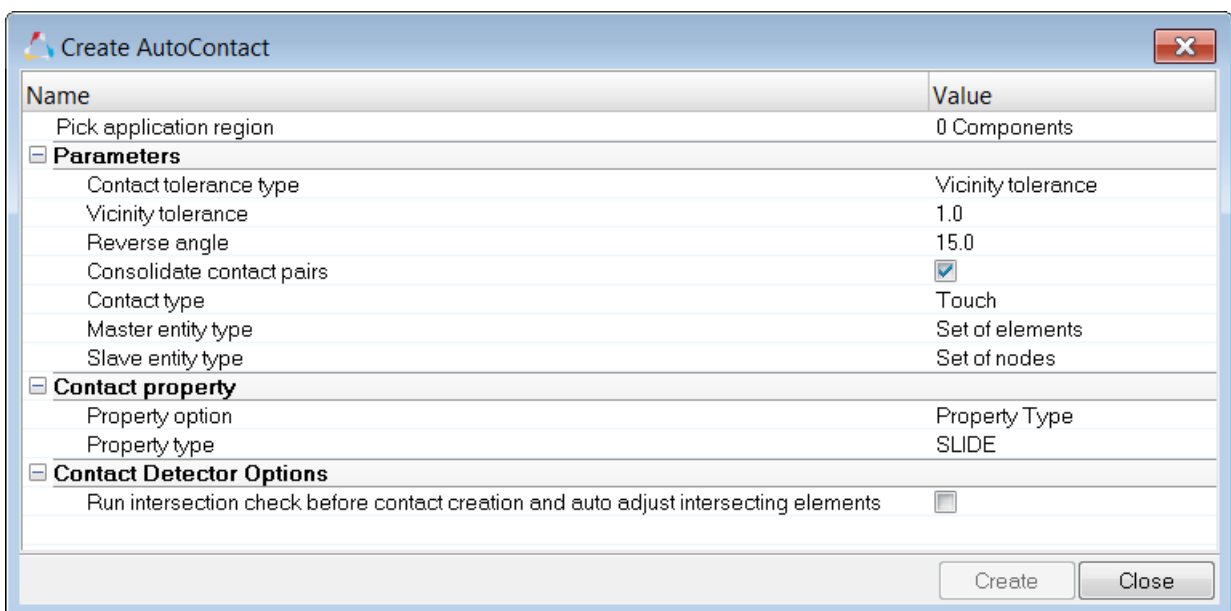 Create AutoContact
Name Value
Pick application region 0 Components
Parameters
Contact tolerance type Vicinity tolerance
Vicinity tolerance 1.0
Reverse angle 15.0
Consolidate contact pairs
Contact type Touch
Master entity type Set of elements
Slave entity type Set of nodes
Contact property
Property option Property Type
Property type SLIDE
Contact Detector Options
Run intersection check before contact creation and auto adjust intersecting elements
Create Close